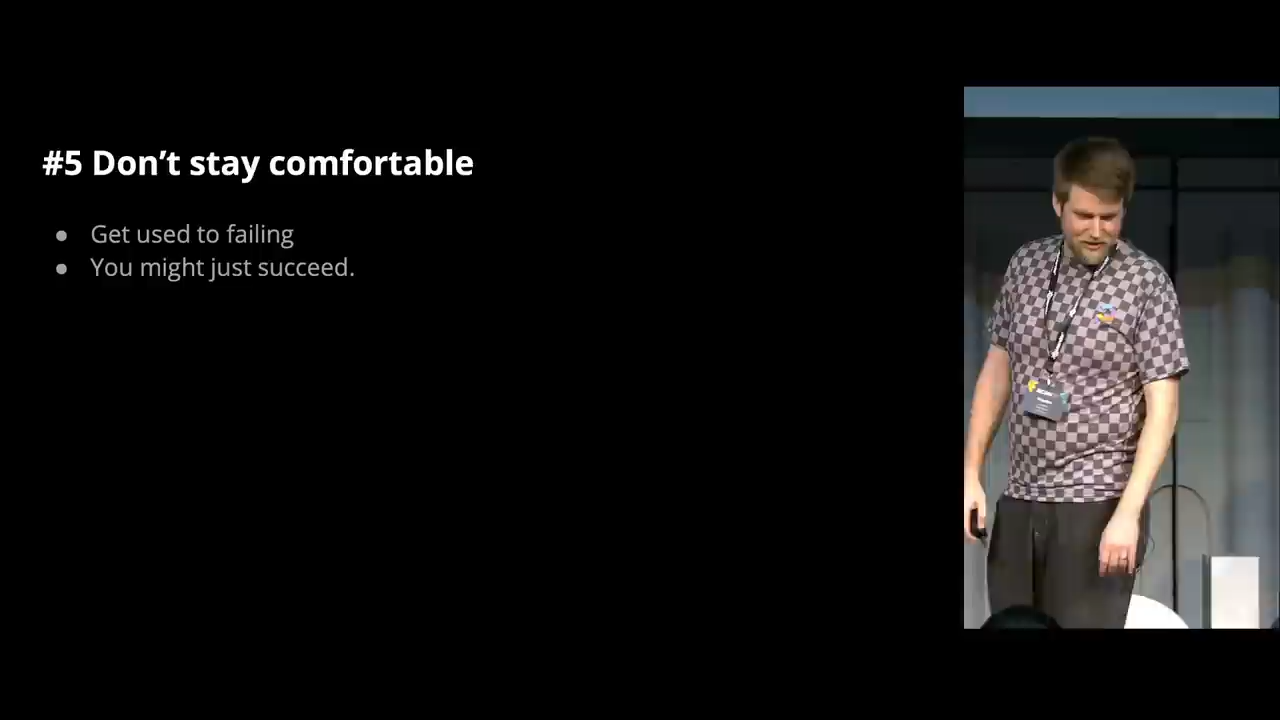 #5 Don’t stay comfortable
● Get used to failing
● You might just succeed.